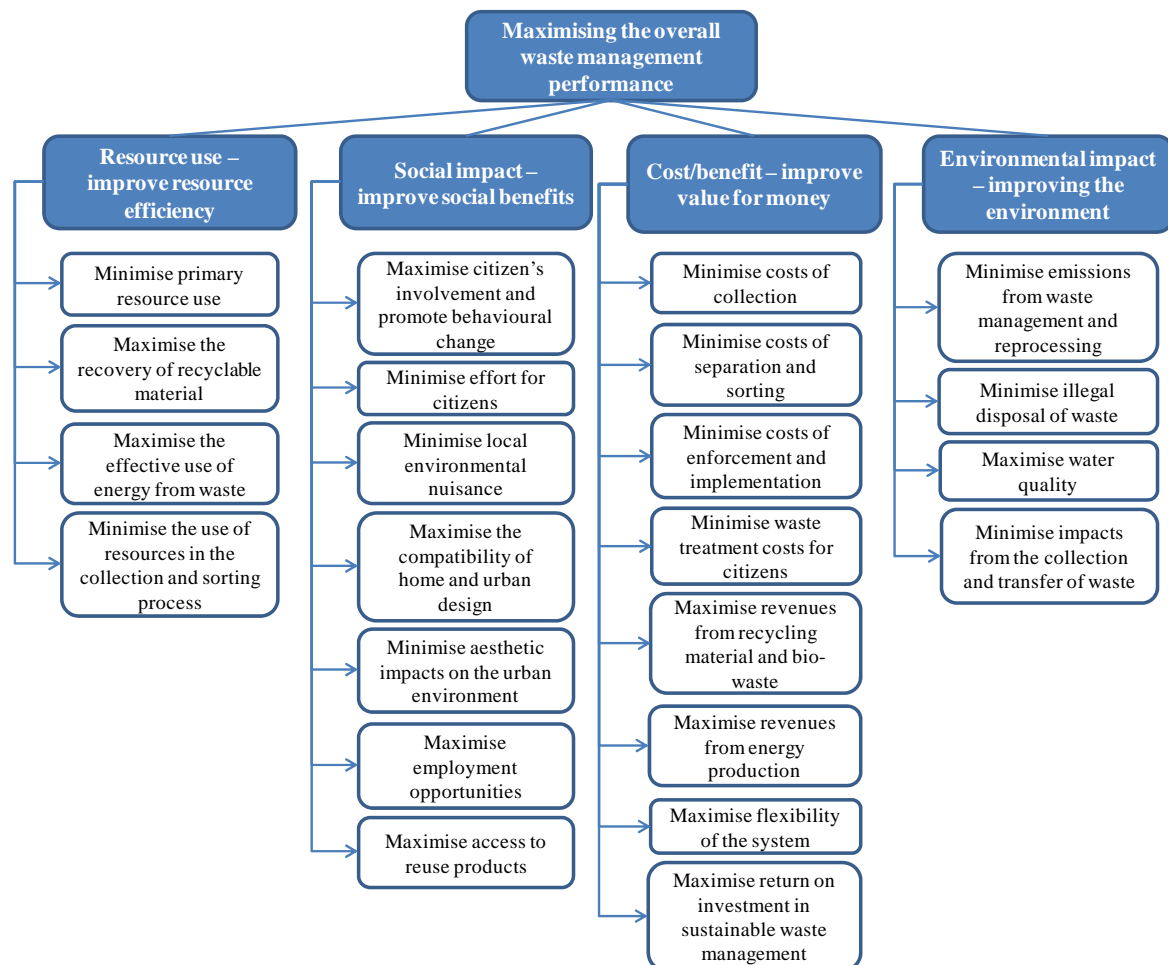 Maximising the overall
waste management
performance
Resource use –
improve resource
efficiency
Minimise primary
resource use
Maximise the
recovery of recyclable
material
Maximise the
effective use of
energy from waste
Minimise the use of
resources in the
collection and sorting
process
Social impact –
improve social benefits
Maximise citizen's
involvement and
promote behavioural
change
Minimise effort for
citizens
Minimise local
environmental
nuisance
Maximise the
compatibility of
home and urban
design
Minimise aesthetic
impacts on the urban
environment
Maximise
employment
opportunities
Maximise access to
reuse products
Cost/benefit – improve
value for money
Minimise costs of
collection
Minimise costs of
separation and
sorting
Minimise costs of
enforcement and
implementation
Minimise waste
treatment costs for
citizens
Maximise revenues
from recycling
material and bio-
waste
Maximise revenues
from energy
production
Maximise flexibility
of the system
Maximise return on
investment in
sustainable waste
management
Environmental impact
– improving the
environment
Minimise emissions
from waste
management and
reprocessing
Minimise illegal
disposal of waste
Maximise water
quality
Minimise impacts
from the collection
and transfer of waste